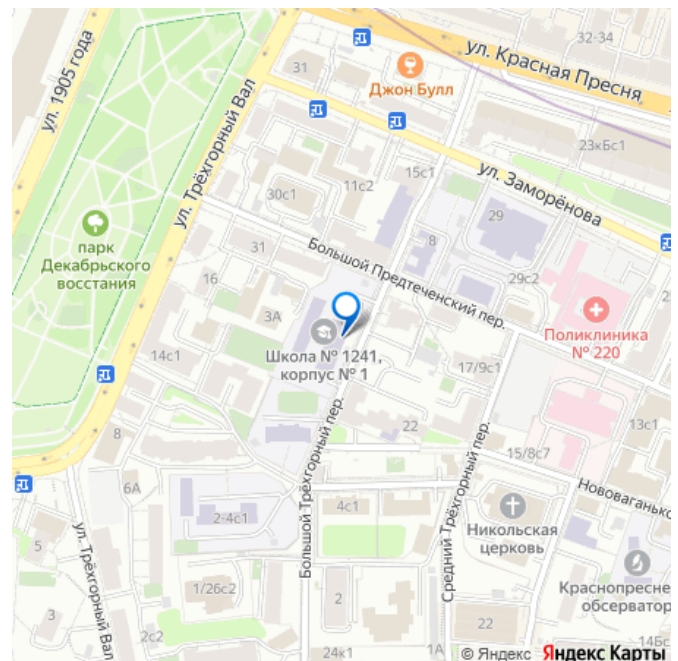 32-34
ул. Красная Пресня
31
Джон Булл
ул. 1905 года
ул. Трёхгорный Вал
23кБс1
15с1
ул. Заморёнова
11с2
30с1
29
8
парк
Декабрьского
восстания
31
Большой Предтеченский пер.
29с2
16
3А
Поликлиника
№ 220
Школа № 1241,
корпус № 1
14с1
17/9с1
13с1
22
8
15/8с7
6А
Большой Трёхгорный пер.
Средний Трёхгорный пер.
Нововаганько
4с1
2-4с1
Никольская
церковь
5
ул. Трёхгорный Вал
Краснопресне
обсерватор
1/26с2
2
3
22
2с2
14Бс
24к1
1А
© Яндекс Яндекс Карты